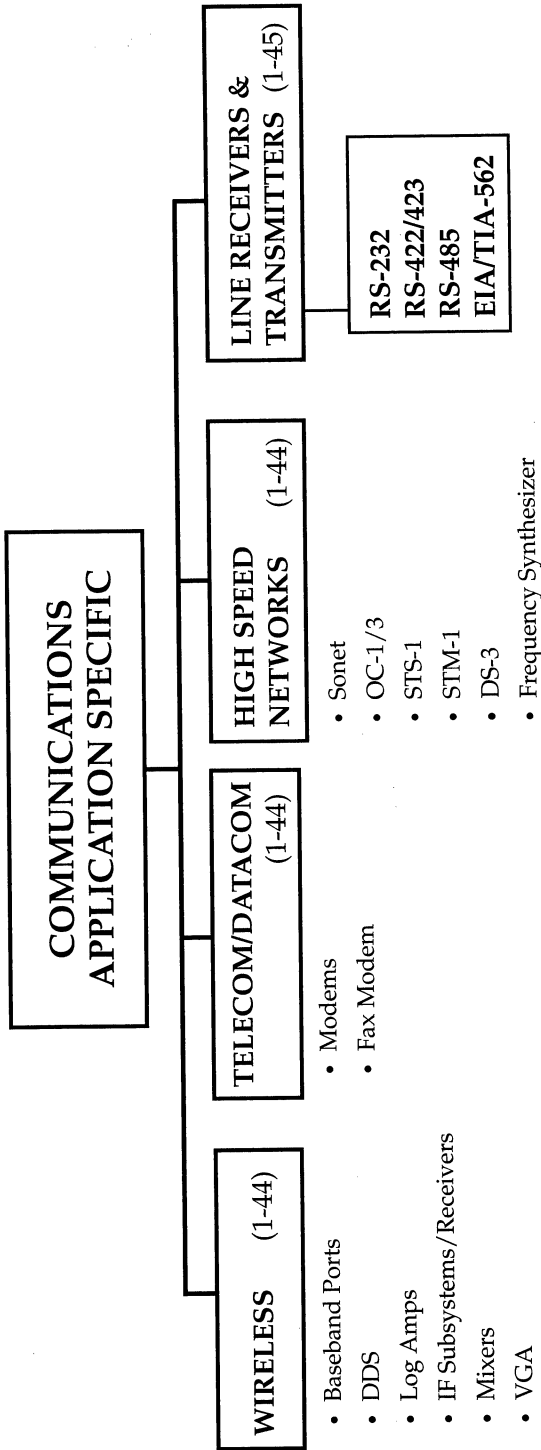 COMMUNICATIONS
APPLICATION SPECIFIC
WIRELESS (1-44)
• Baseband Ports
• DDS
• Log Amps
• IF Subsystems/Receivers
• Mixers
• VGA
TELECOM/DATACOM
(1-44)
• Modems
• Fax Modem
HIGH SPEED
NETWORKS (1-44)
• Sonet
• OC-1/3
• STS-1
• STM-1
• DS-3
• Frequency Synthesizer
LINE RECEIVERS &
TRANSMITTERS (1-45)
RS-232
RS-422/423
RS-485
EIA/TIA-562